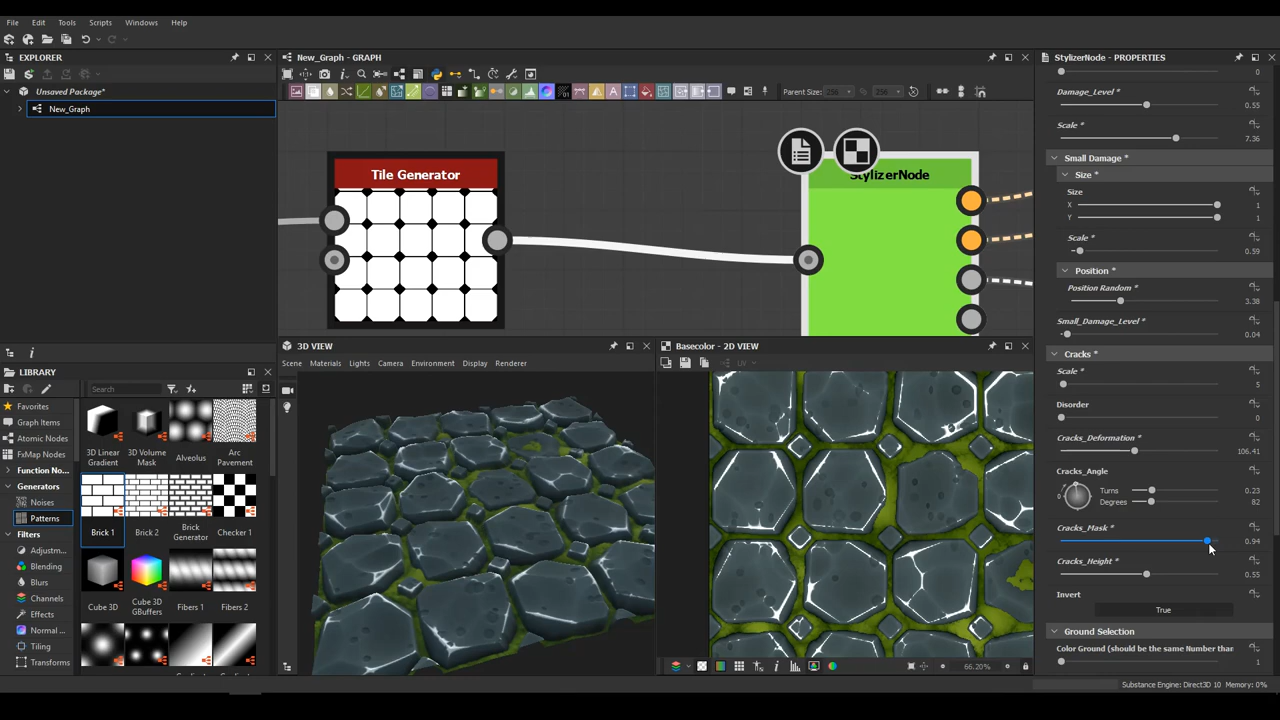 File Edit Tools Scripts Windows Help
EXPLORER
Unsaved Package*
New_Graph
LIBRARY
Search
Favorites
Graph Items
Atomic Nodes
FxMap Nodes
Function No...
Generators
Noises
Patterns
Filters
Adjustm...
Blending
Blurs
Channels
Effects
Normal ...
Tiling
Transforms
3D Linear Gradient
3D Volume Mask
Arc Pavement
Brick 1
Brick 2
Brick Generator
Checker 1
Cube 3D
Cube 3D GBuffers
Fibers 1
Fibers 2
New_Graph - GRAPH
Parent Size: 256 256
Tile Generator
StylizerNode
3D VIEW
Scene Materials Lights Camera Environment Display Renderer
Basecolor - 2D VIEW
UV
66.20%
StylizerNode - PROPERTIES
0
Damage_Level *
0.55
Scale *
7.36
Small Damage *
Size *
Size
X 1
Y 1
Scale *
0.59
Position *
Position Random *
3.38
Small_Damage_Level *
0.04
Cracks *
Scale *
5
Disorder
0
Cracks_Deformation *
106.41
Cracks_Angle
0
Turns 0.23
Degrees 82
Cracks_Mask *
0.94
Cracks_Height *
0.55
Invert
True
Ground Selection
Color Ground (should be the same Number than
1
Substance Engine: Direct3D 10 Memory: 0%